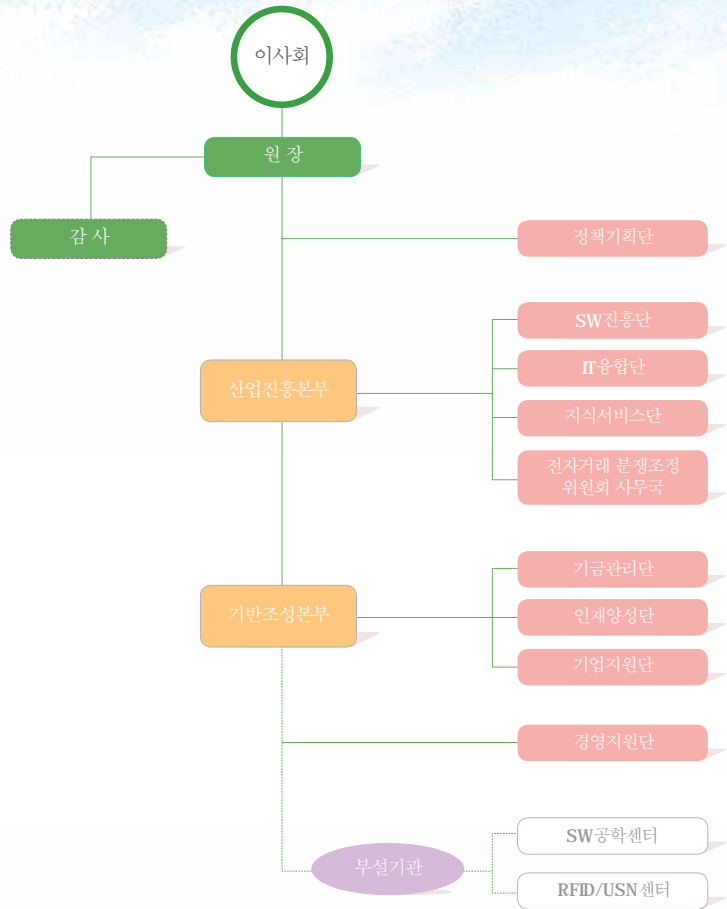 이사회
원 장
감 사
정책기획단
산업진흥본부
SW진흥단
IT융합단
지식서비스단
전자거래 분쟁조정
위원회 사무국
기반조성본부
기금관리단
인재양성단
기업지원단
경영지원단
부설기관
SW공학센터
RFID/USN센터